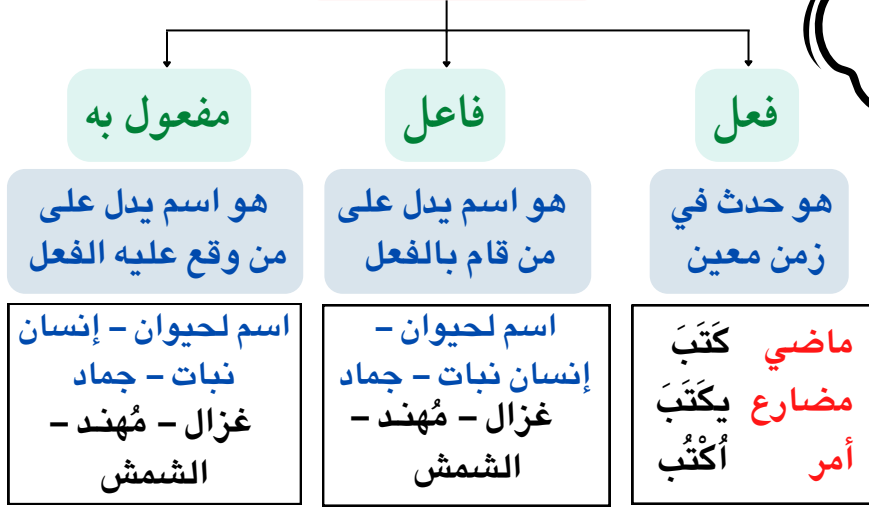 فعل
هو حدث في
زمن معين
ماضي كَتَبَ
مضارع يكَتَبَ
أمر اُكْتُب
فاعل
هو اسم يدل على
من قام بالفعل
اسم لحيوان –
إنسان نبات – جماد
غزال – مُهند –
الشمش
مفعول به
هو اسم يدل على
من وقع عليه الفعل
اسم لحيوان – إنسان
نبات – جماد
غزال – مُهند –
الشمش